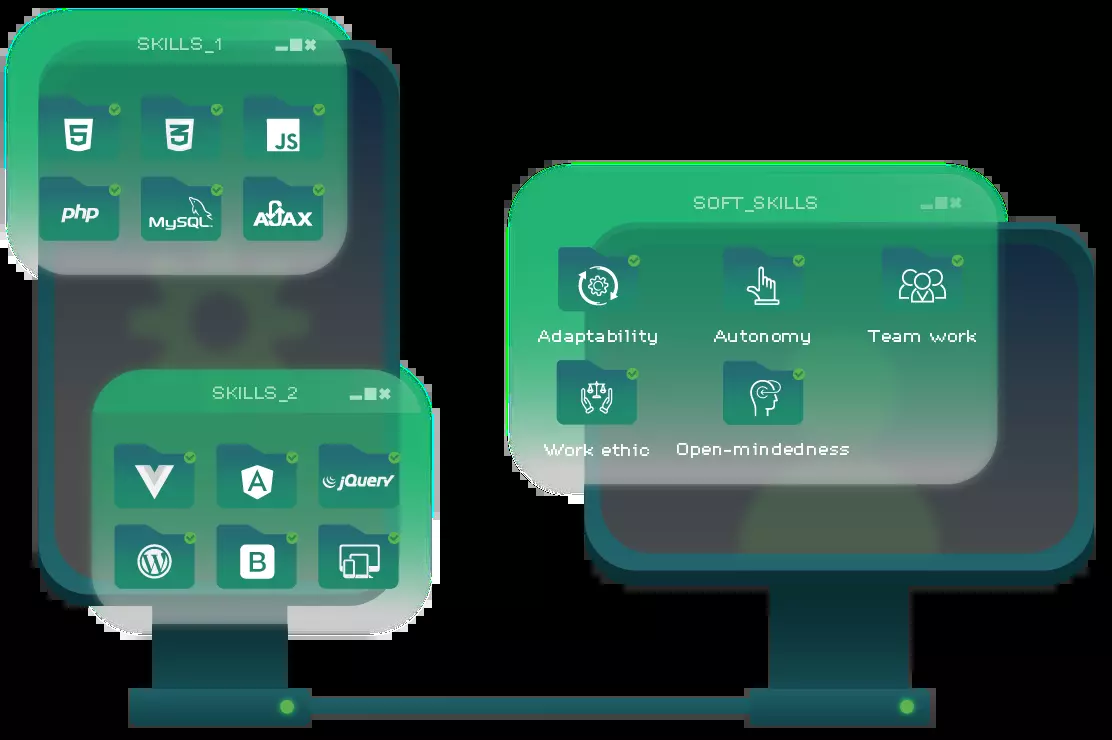 SKILLS_1
5 3 JS
php MySQL AJAX
SKILLS_2
A jQuery
W B
SOFT_SKILLS
Adaptability Autonomy Team work
Work ethic Open-mindedness